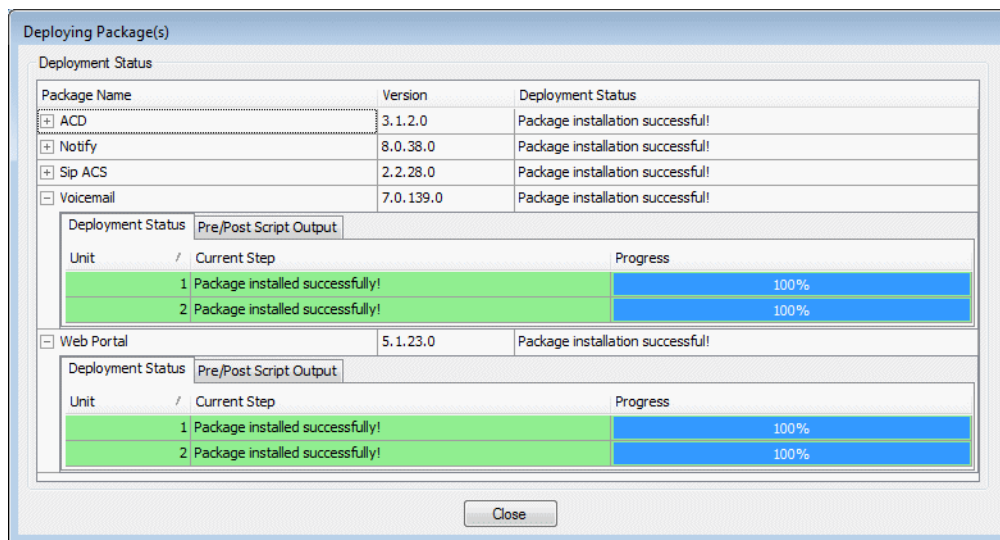 Deploying Package(s)
Deployment Status
Package Name Version Deployment Status
ACD 3.1.2.0 Package installation successful!
Notify 8.0.38.0 Package installation successful!
Sip ACS 2.2.28.0 Package installation successful!
Voicemail 7.0.139.0 Package installation successful!
Deployment Status Pre/Post Script Output
Unit Current Step Progress
1 Package installed successfully! 100%
2 Package installed successfully! 100%
Web Portal 5.1.23.0 Package installation successful!
Deployment Status Pre/Post Script Output
Unit Current Step Progress
1 Package installed successfully! 100%
2 Package installed successfully! 100%
Close